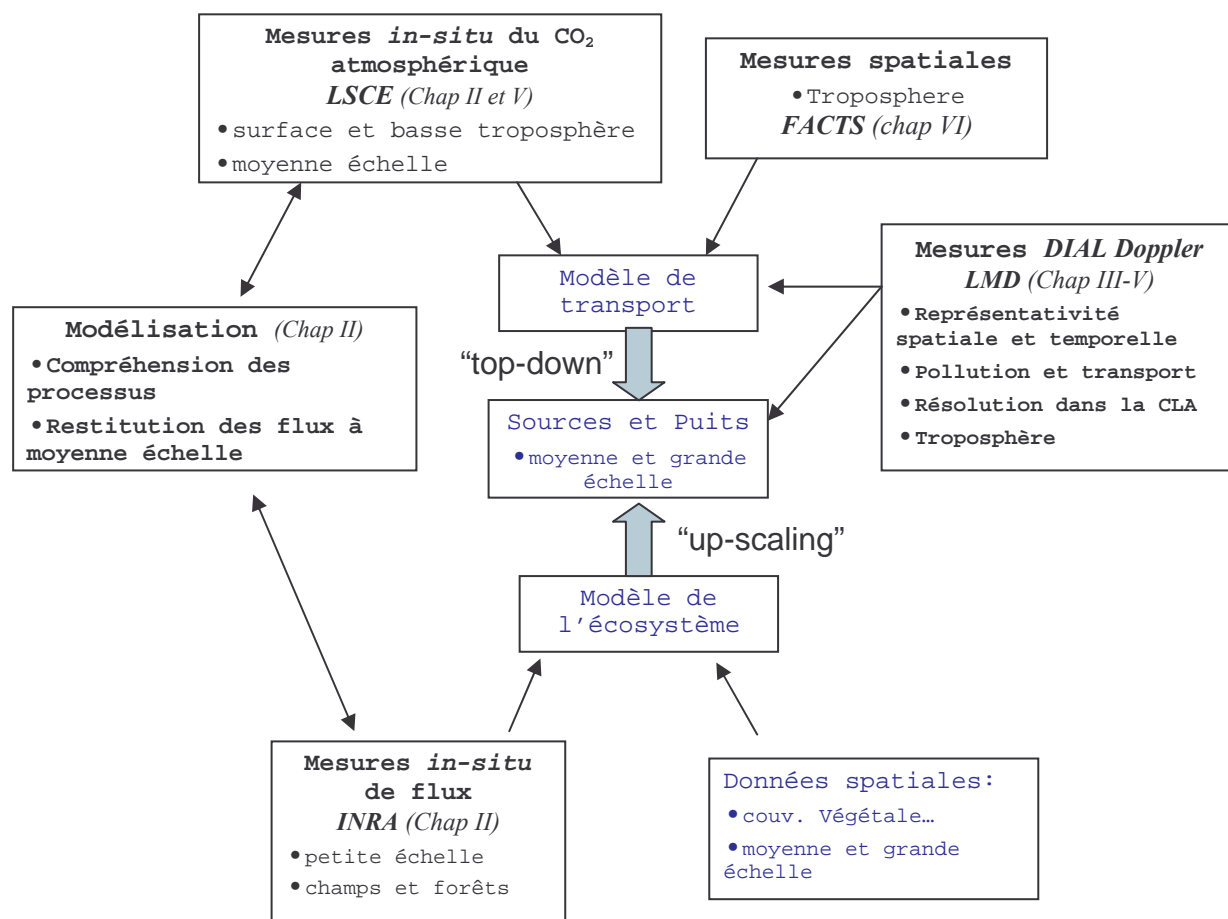 Mesures in-situ du CO₂
atmosphérique
LSCE (Chap II et V)
•surface et basse troposphère
•moyenne échelle
Mesures spatiales
•Troposphere
FACTS (chap VI)
Modèle de
transport
Mesures DIAL Doppler
LMD (Chap III-V)
•Représentativité
spatiale et temporelle
•Pollution et transport
•Résolution dans la CLA
•Troposphère
Modélisation (Chap II)
•Compréhension des
processus
•Restitution des flux à
moyenne échelle
“top-down”
Sources et Puits
•moyenne et grande
échelle
“up-scaling”
Modèle de
l’écosystème
Mesures in-situ
de flux
INRA (Chap II)
•petite échelle
•champs et forêts
Données spatiales:
•couv. Végétale…
•moyenne et grande
échelle